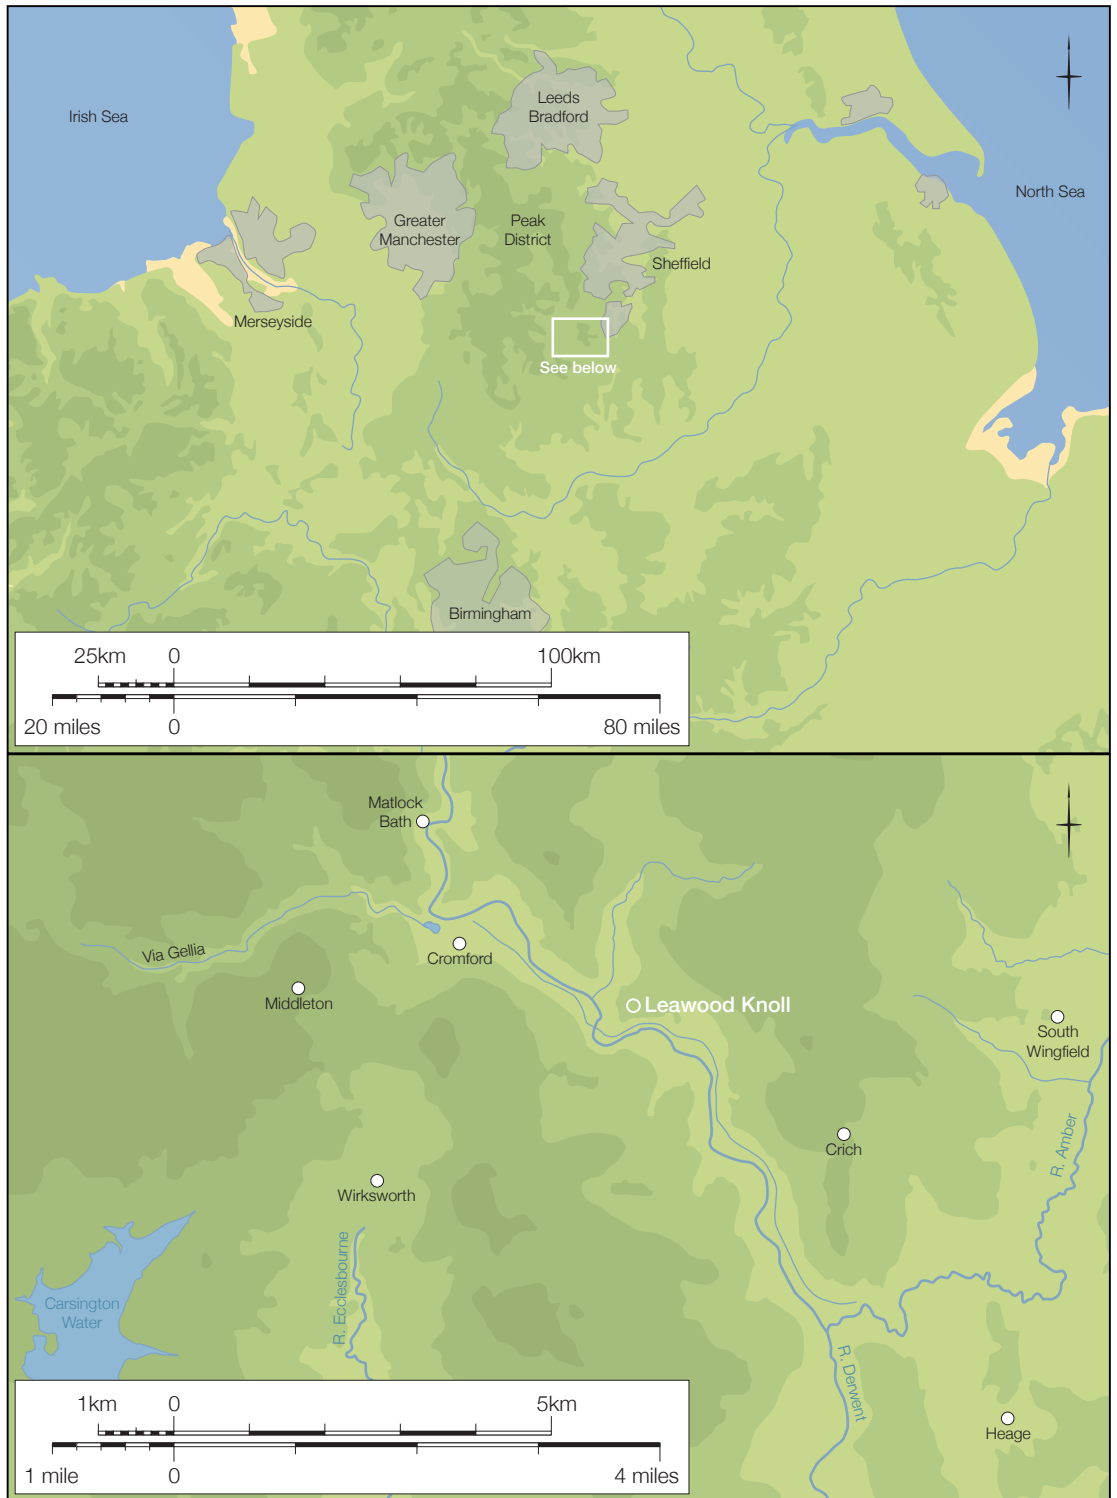 Irish Sea
Leeds
Bradford
North Sea
Greater
Manchester
Peak
District
Sheffield
Merseyside
See below
Birmingham
25km 0 100km
20 miles 0 80 miles
Matlock
Bath
Via Gellia
Cromford
Middleton
Leawood Knoll
South
Wingfield
Crich
R. Amber
Wirksworth
R. Ecclesbourne
Carsington
Water
R. Derwent
Heage
1km 0 5km
1 mile 0 4 miles